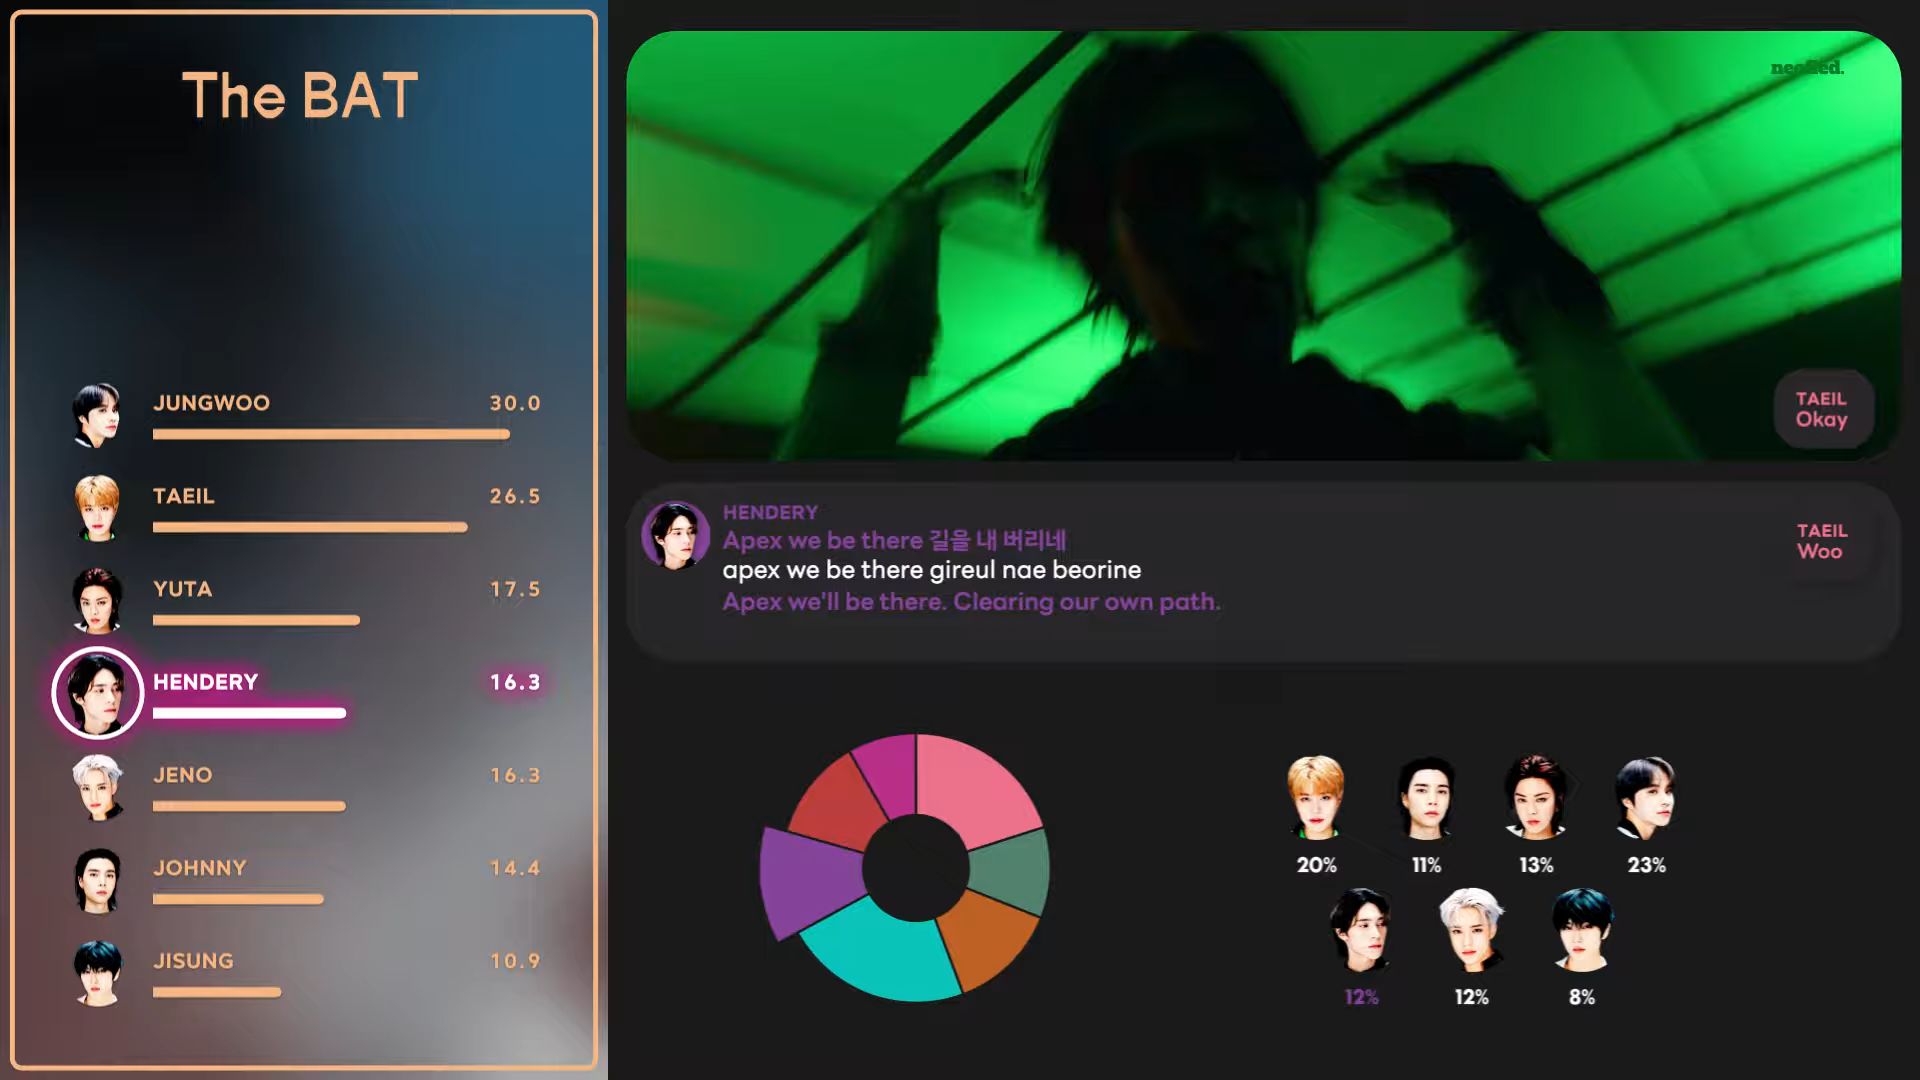 The BAT
JUNGWOO 30.0
TAEIL 26.5
YUTA 17.5
HENDERY 16.3
JENO 16.3
JOHNNY 14.4
JISUNG 10.9
TAEIL
Okay
HENDERY
Apex we be there 길을 내 버리네
apex we be there gireul nae beorine
Apex we'll be there. Clearing our own path.
TAEIL
Woo
20% 11% 13% 23%
12% 12% 8%